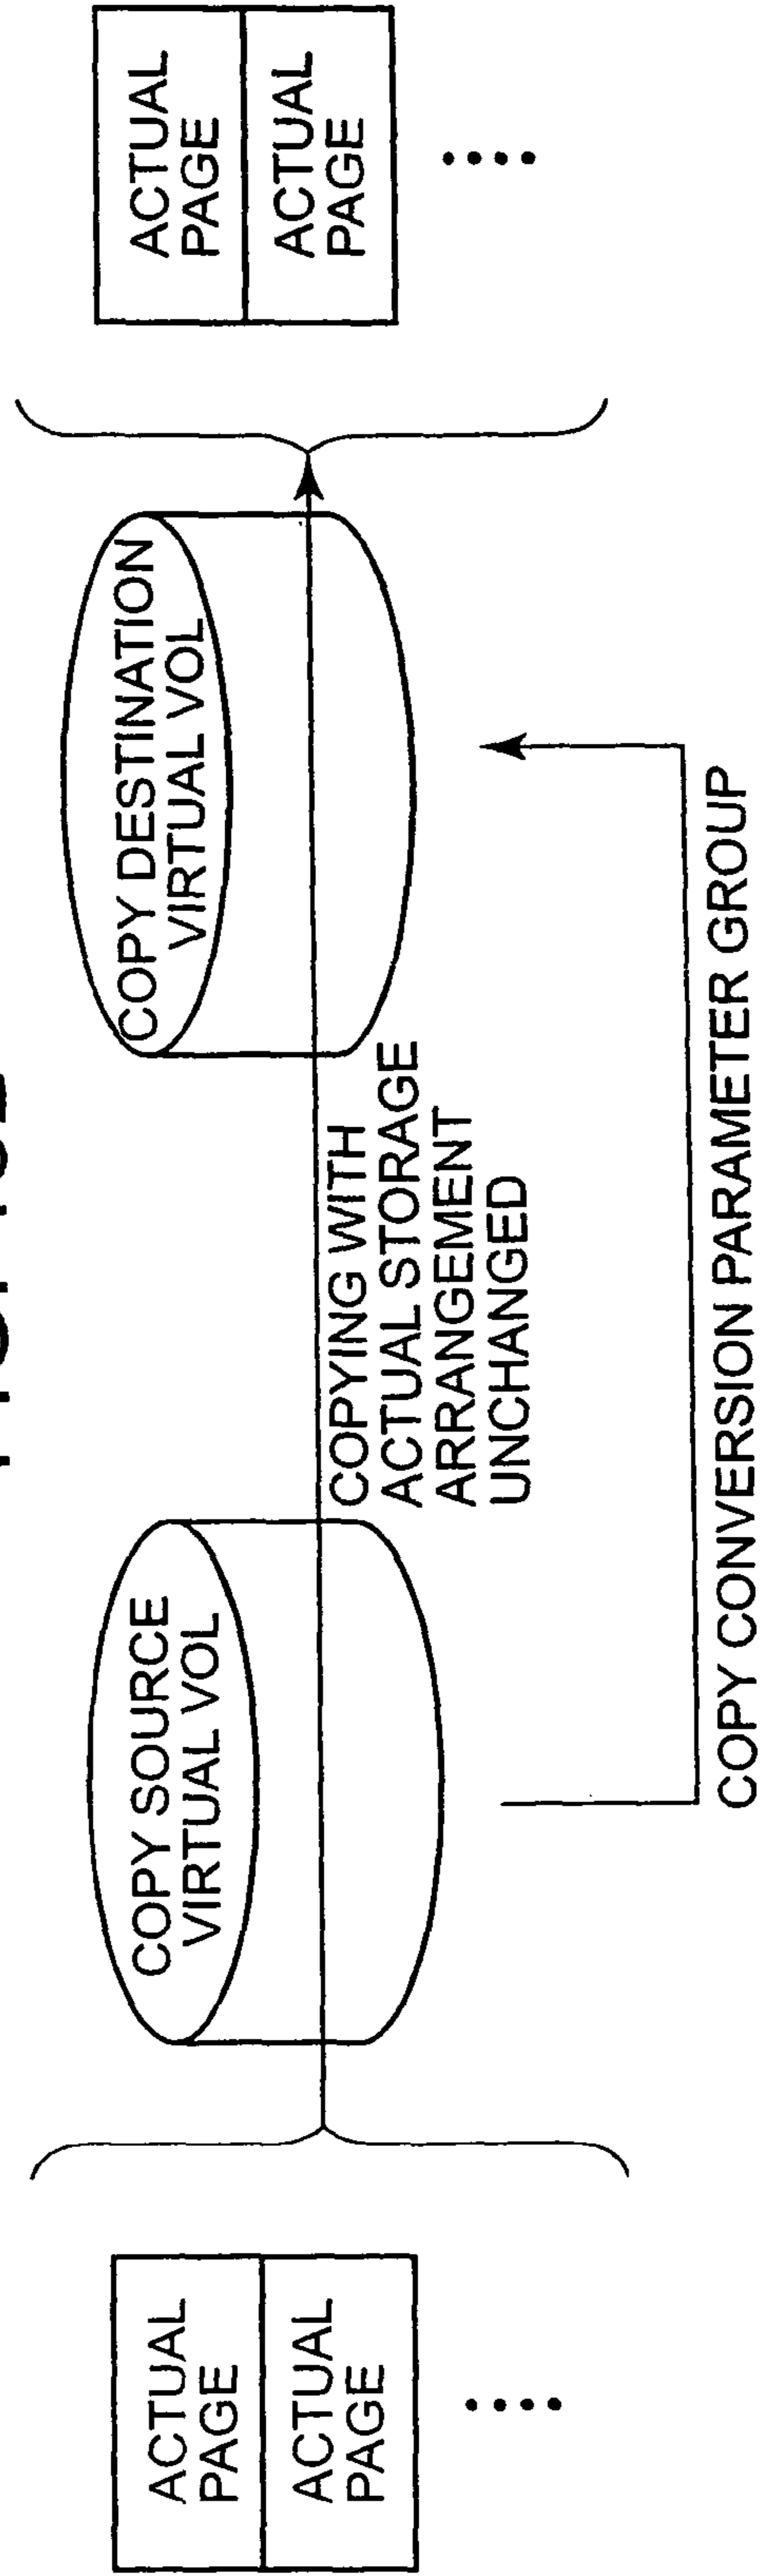 ACTUAL
PAGE
ACTUAL
PAGE
COPY SOURCE
VIRTUAL VOL
COPYING WITH
ACTUAL STORAGE
ARRANGEMENT
UNCHANGED
COPY DESTINATION
VIRTUAL VOL
ACTUAL
PAGE
ACTUAL
PAGE
COPY CONVERSION PARAMETER GROUP